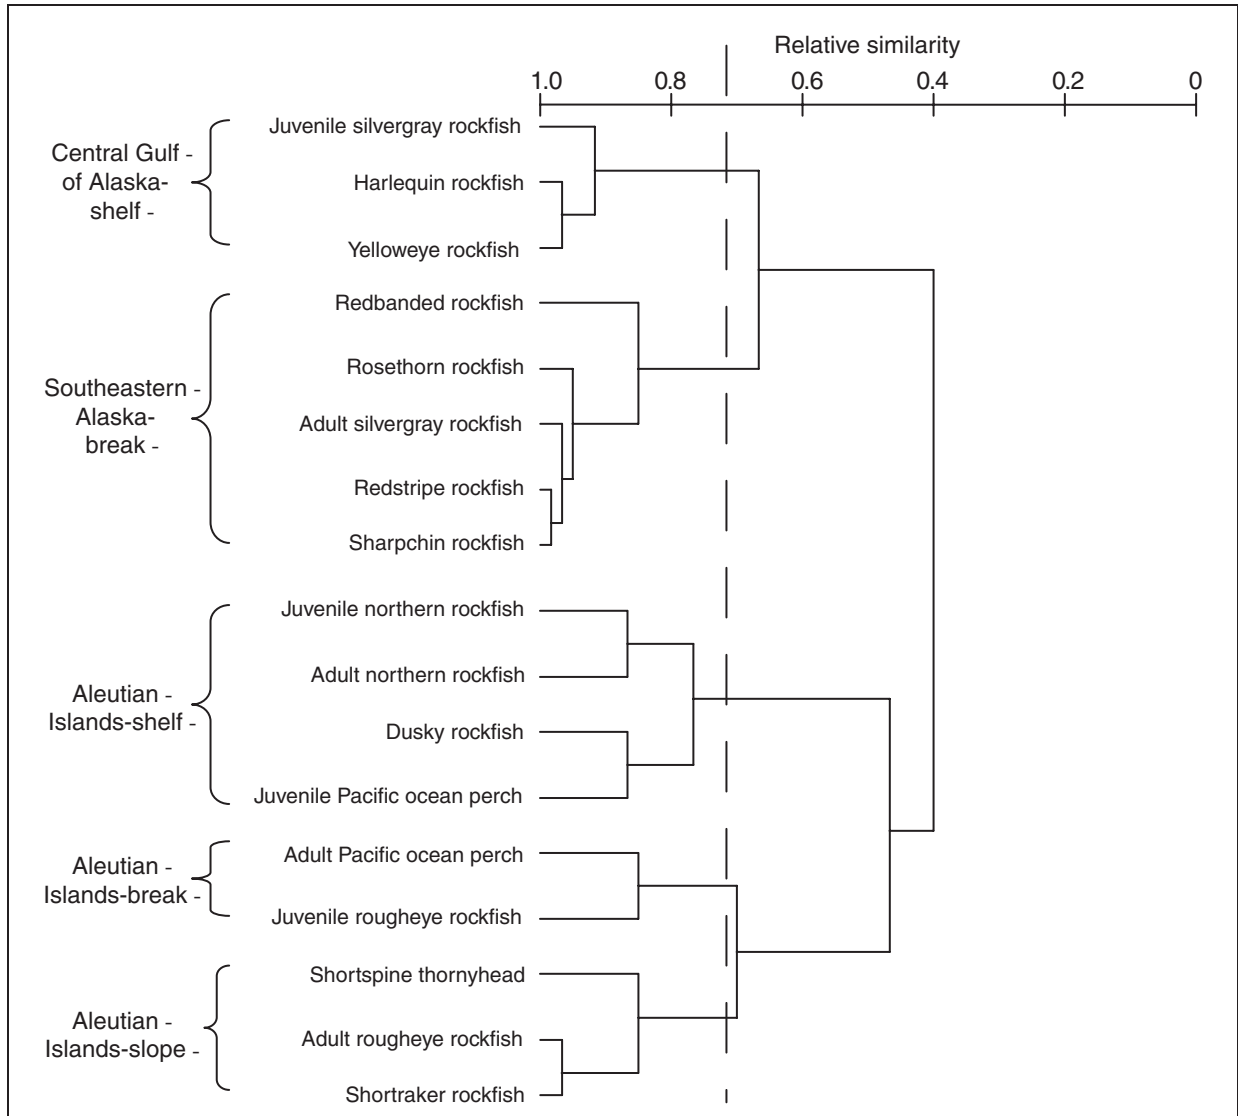 Relative similarity
1.0 0.8 0.6 0.4 0.2 0
Central Gulf -
of Alaska-
shelf -
Juvenile silvergray rockfish
Harlequin rockfish
Yelloweye rockfish
Southeastern -
Alaska-
break -
Redbanded rockfish
Rosethorn rockfish
Adult silvergray rockfish
Redstripe rockfish
Sharpchin rockfish
Aleutian -
Islands-shelf -
Juvenile northern rockfish
Adult northern rockfish
Dusky rockfish
Juvenile Pacific ocean perch
Aleutian -
Islands-break -
Adult Pacific ocean perch
Juvenile rougheye rockfish
Aleutian -
Islands-slope -
Shortspine thornyhead
Adult rougheye rockfish
Shortraker rockfish